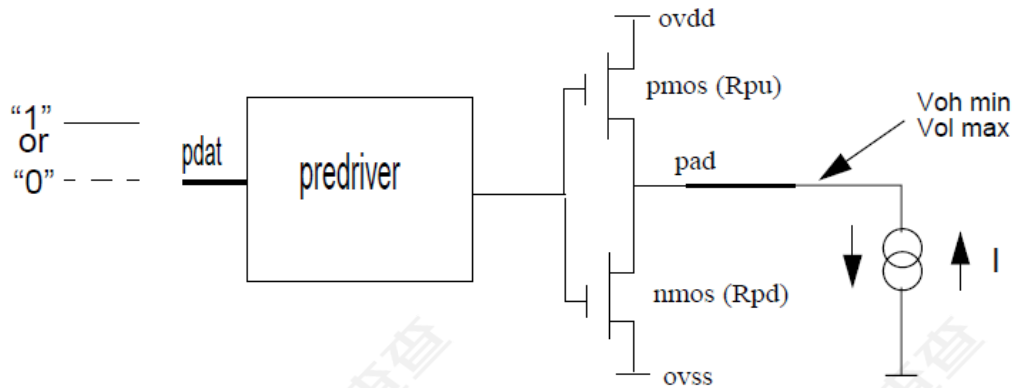 ovdd
pmos (Rpu)
"1"
or
"0"
pdat
predriver
pad
Voh min
Vol max
I
nmos (Rpd)
ovss